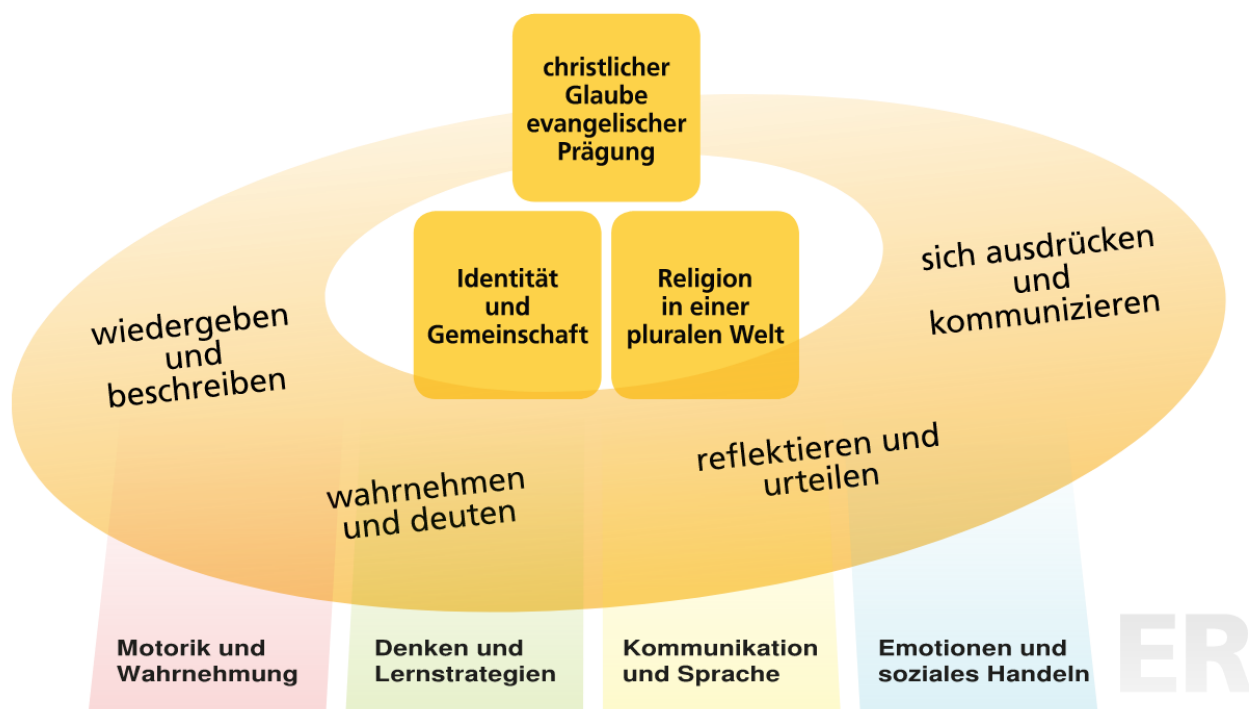 christlicher
Glaube
evangelischer
Prägung
Identität
und
Gemeinschaft
Religion
in einer
pluralen Welt
sich ausdrücken
und
kommunizieren
wiedergeben
und
beschreiben
reflektieren und
urteilen
wahrnehmen
und deuten
Motorik und
Wahrnehmung
Denken und
Lernstrategien
Kommunikation
und Sprache
Emotionen und
soziales Handeln
ER